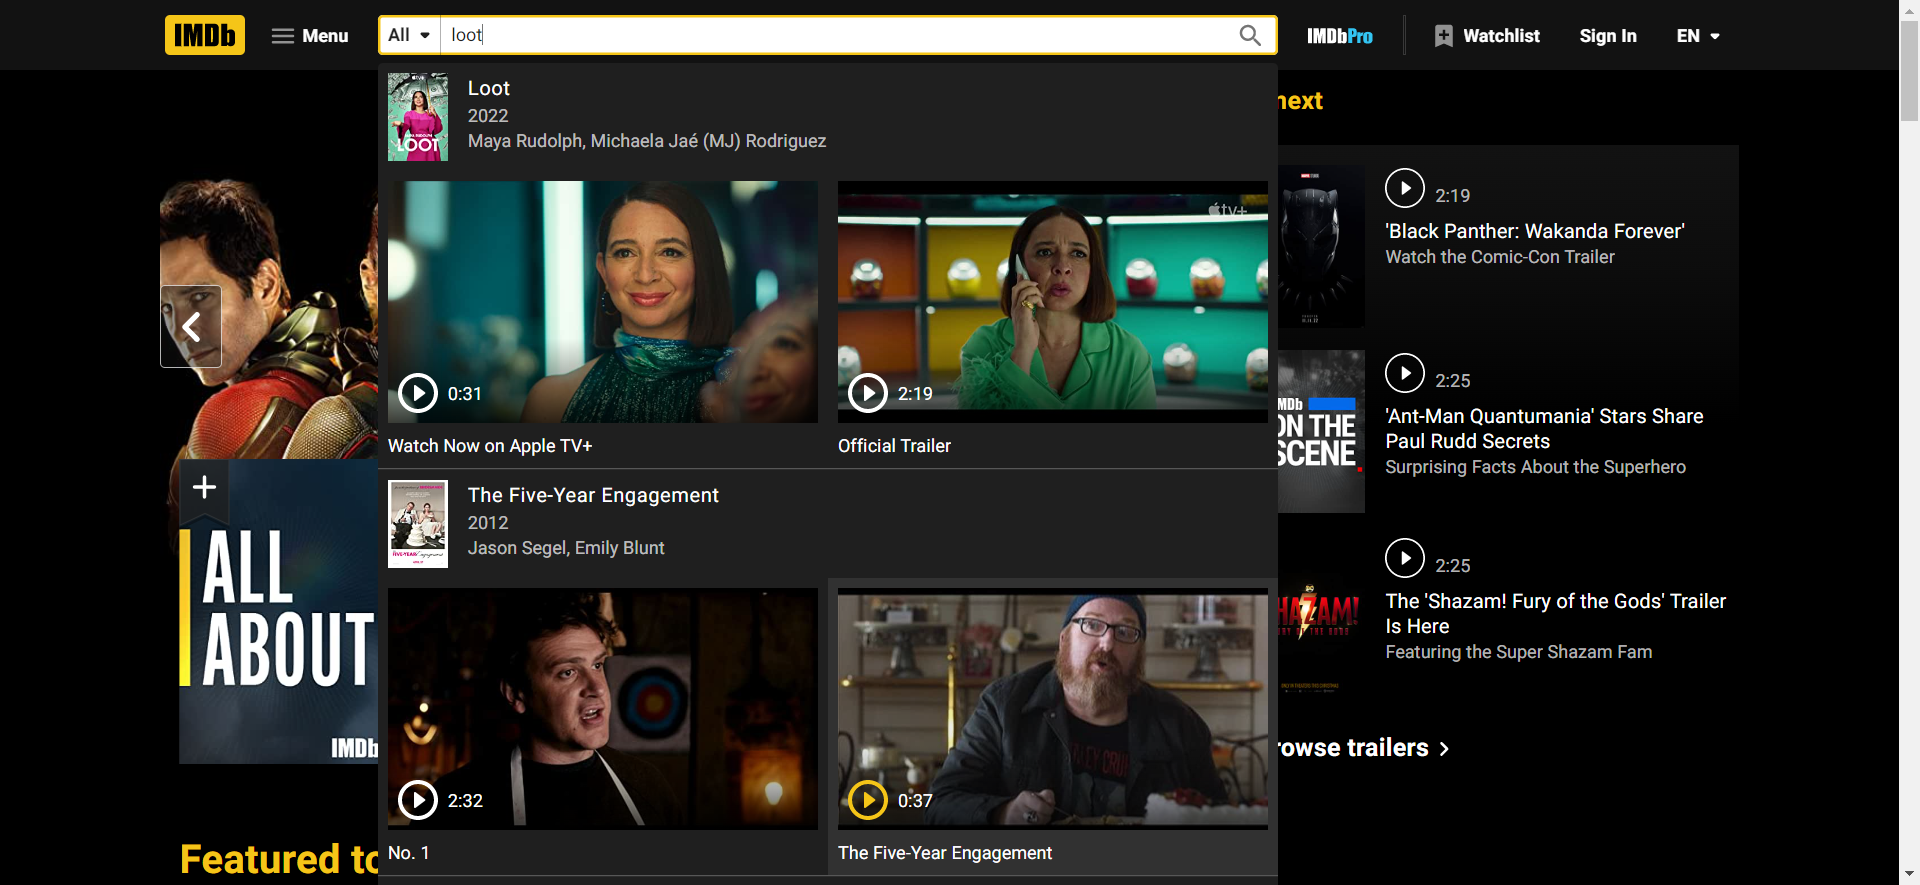 IMDb
Menu
All
loot
IMDbPro
Watchlist
Sign In
EN
Loot
2022
Maya Rudolph, Michaela Jaé (MJ) Rodriguez
LOOT
tv+
0:31
2:19
Watch Now on Apple TV+
Official Trailer
The Five-Year Engagement
2012
Jason Segel, Emily Blunt
2:32
0:37
No. 1
The Five-Year Engagement
next
2:19
'Black Panther: Wakanda Forever'
Watch the Comic-Con Trailer
2:25
'Ant-Man Quantumania' Stars Share
Paul Rudd Secrets
Surprising Facts About the Superhero
MDb
ON THE
SCENE
2:25
The 'Shazam! Fury of the Gods' Trailer
Is Here
Featuring the Super Shazam Fam
HAZAM!
rowse trailers
ALL
ABOUT
IMDb
Featured to